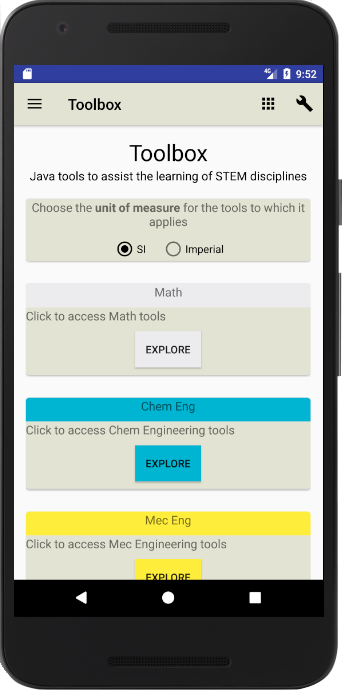 9:52
Toolbox
Toolbox
Java tools to assist the learning of STEM disciplines
Choose the unit of measure for the tools to which it
applies
SI Imperial
Math
Click to access Math tools
EXPLORE
Chem Eng
Click to access Chem Engineering tools
EXPLORE
Mec Eng
Click to access Mec Engineering tools
EXPLORE